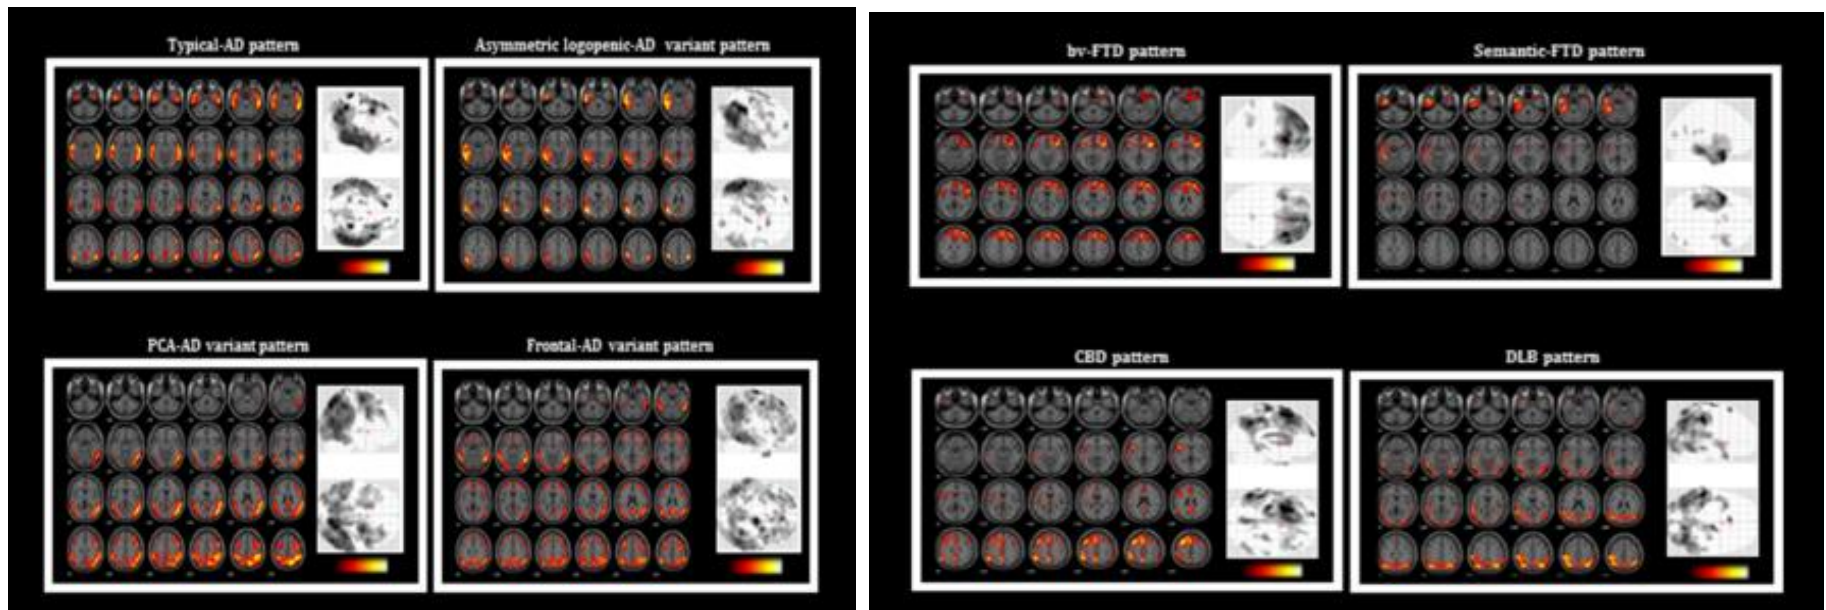 Typical-AD pattern
Asymmetric logopenic-AD variant pattern
bv-FTD pattern
Semantic-FTD pattern
PCA-AD variant pattern
Frontal-AD variant pattern
CBD pattern
DLB pattern